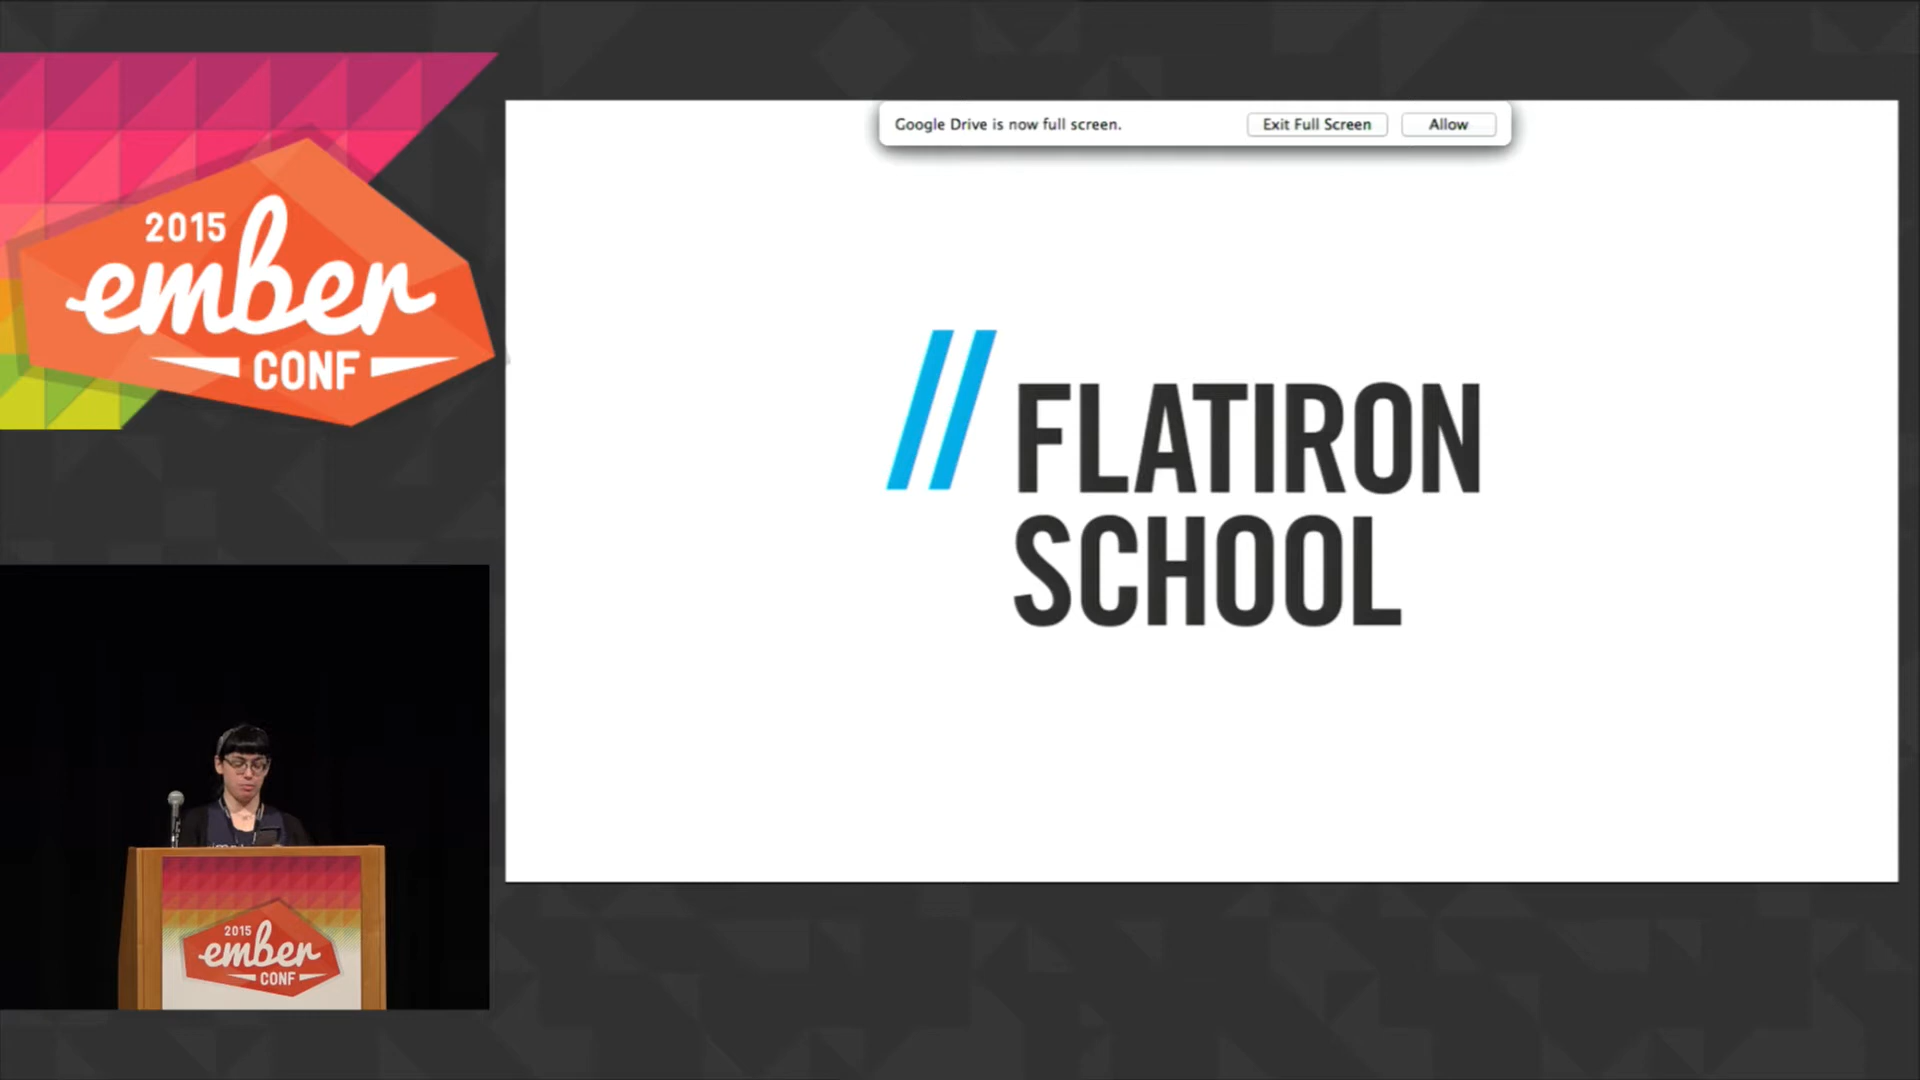 2015
ember
CONF
Google Drive is now full screen.
Exit Full Screen
Allow
// FLATIRON
SCHOOL
2015
ember
CONF